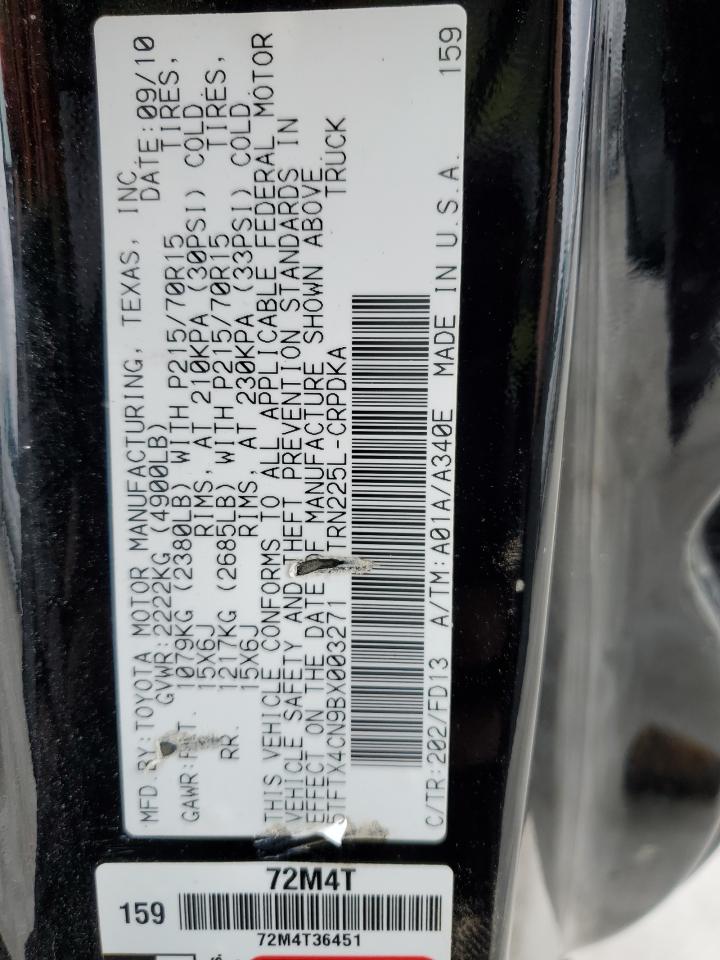 MFD.BY:TOYOTA MOTOR MANUFACTURING, TEXAS, INC.
GVWR:2222KG (4900LB) DATE:09/10
GAWR:F T. 1079KG (2380LB) WITH P215/70R15 TIRES,
15X6J RIMS, AT 210KPA (30PSI) COLD
RR. 1217KG (2685LB) WITH P215/70R15 TIRES,
15X6J RIMS, AT 230KPA (33PSI) COLD
THIS VEHICLE CONFORMS TO ALL APPLICABLE FEDERAL MOTOR
VEHICLE SAFETY AND THEFT PREVENTION STANDARDS IN
EFFECT ON THE DATE OF MANUFACTURE SHOWN ABOVE.
5TFTX4CN9BX003271 TRN225L-CRPDKA TRUCK
C/TR:202/FD13 A/TM:A01A/A340E MADE IN U.S.A. 159
72M4T
159
72M4T36451